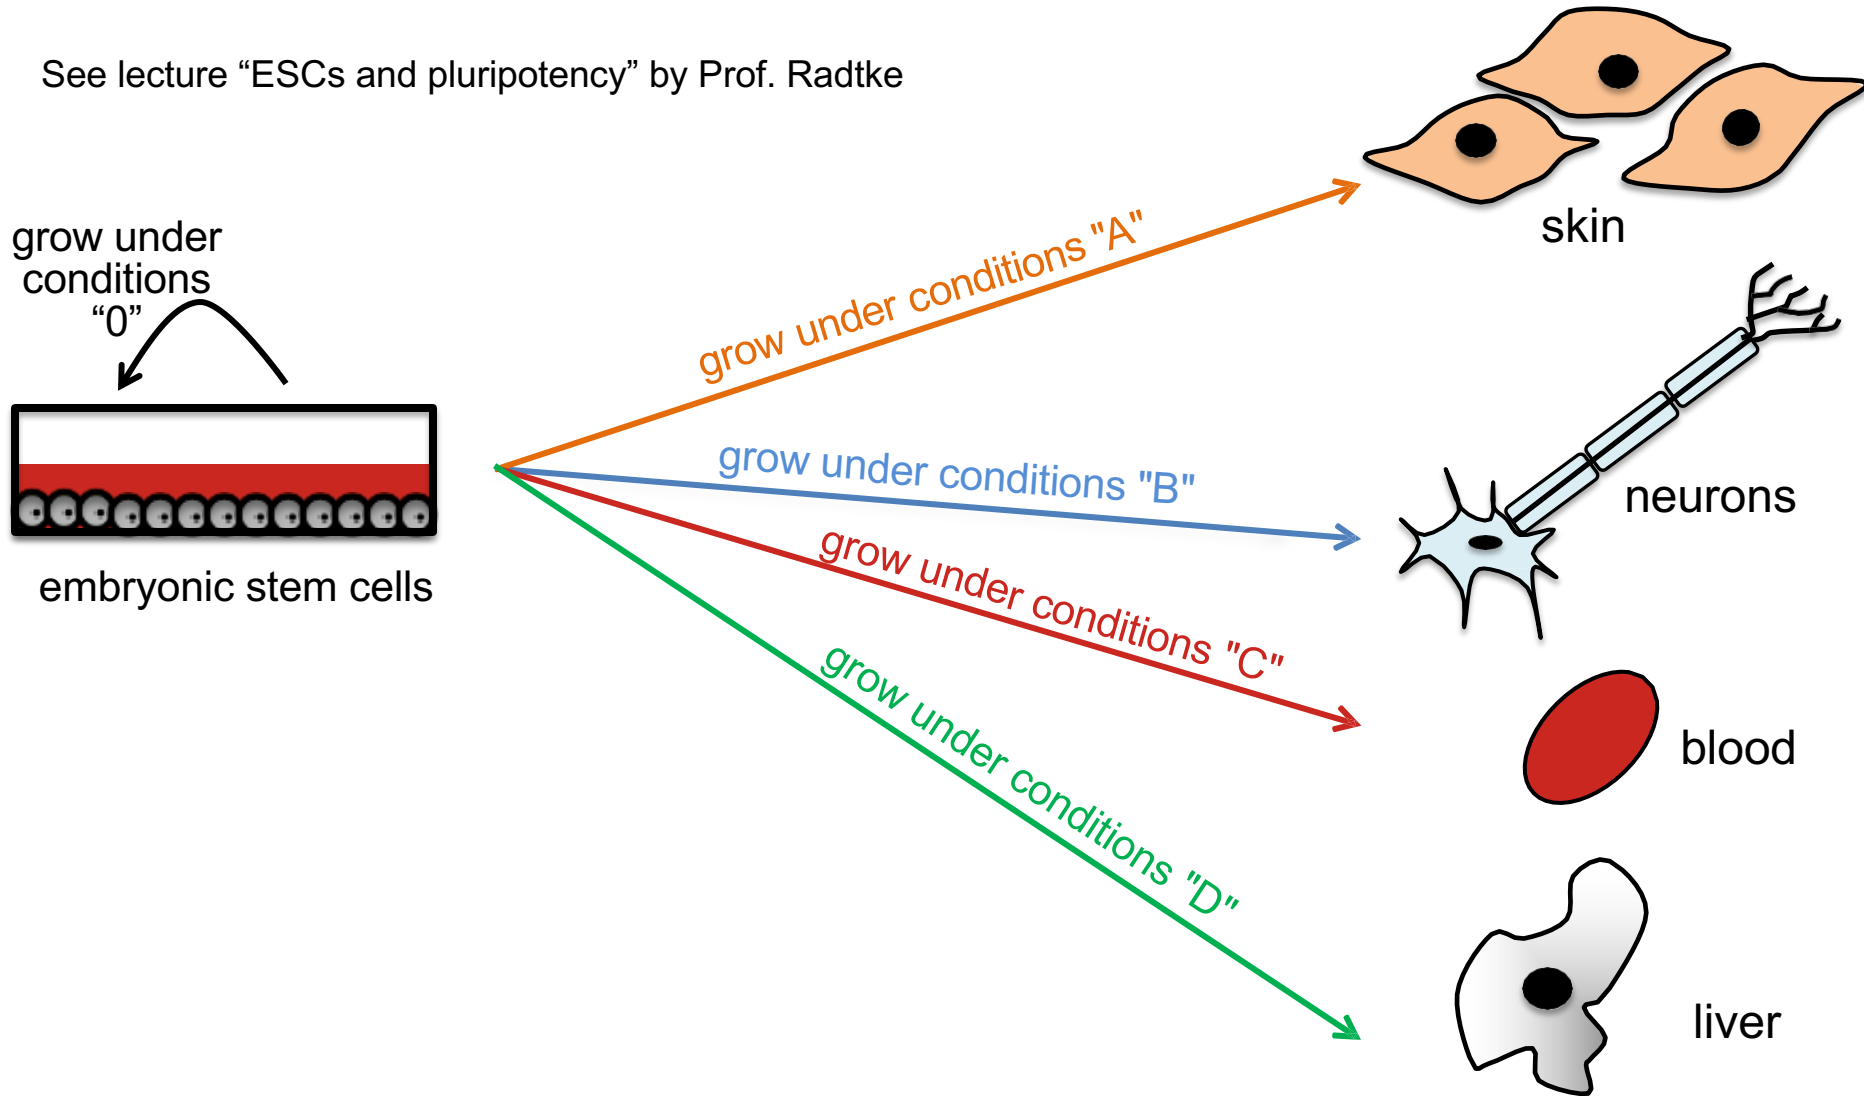 See lecture “ESCs and pluripotency” by Prof. Radtke
grow under
conditions
“0”
embryonic stem cells
grow under conditions "A"
grow under conditions "B"
grow under conditions "C"
grow under conditions "D"
skin
neurons
blood
liver